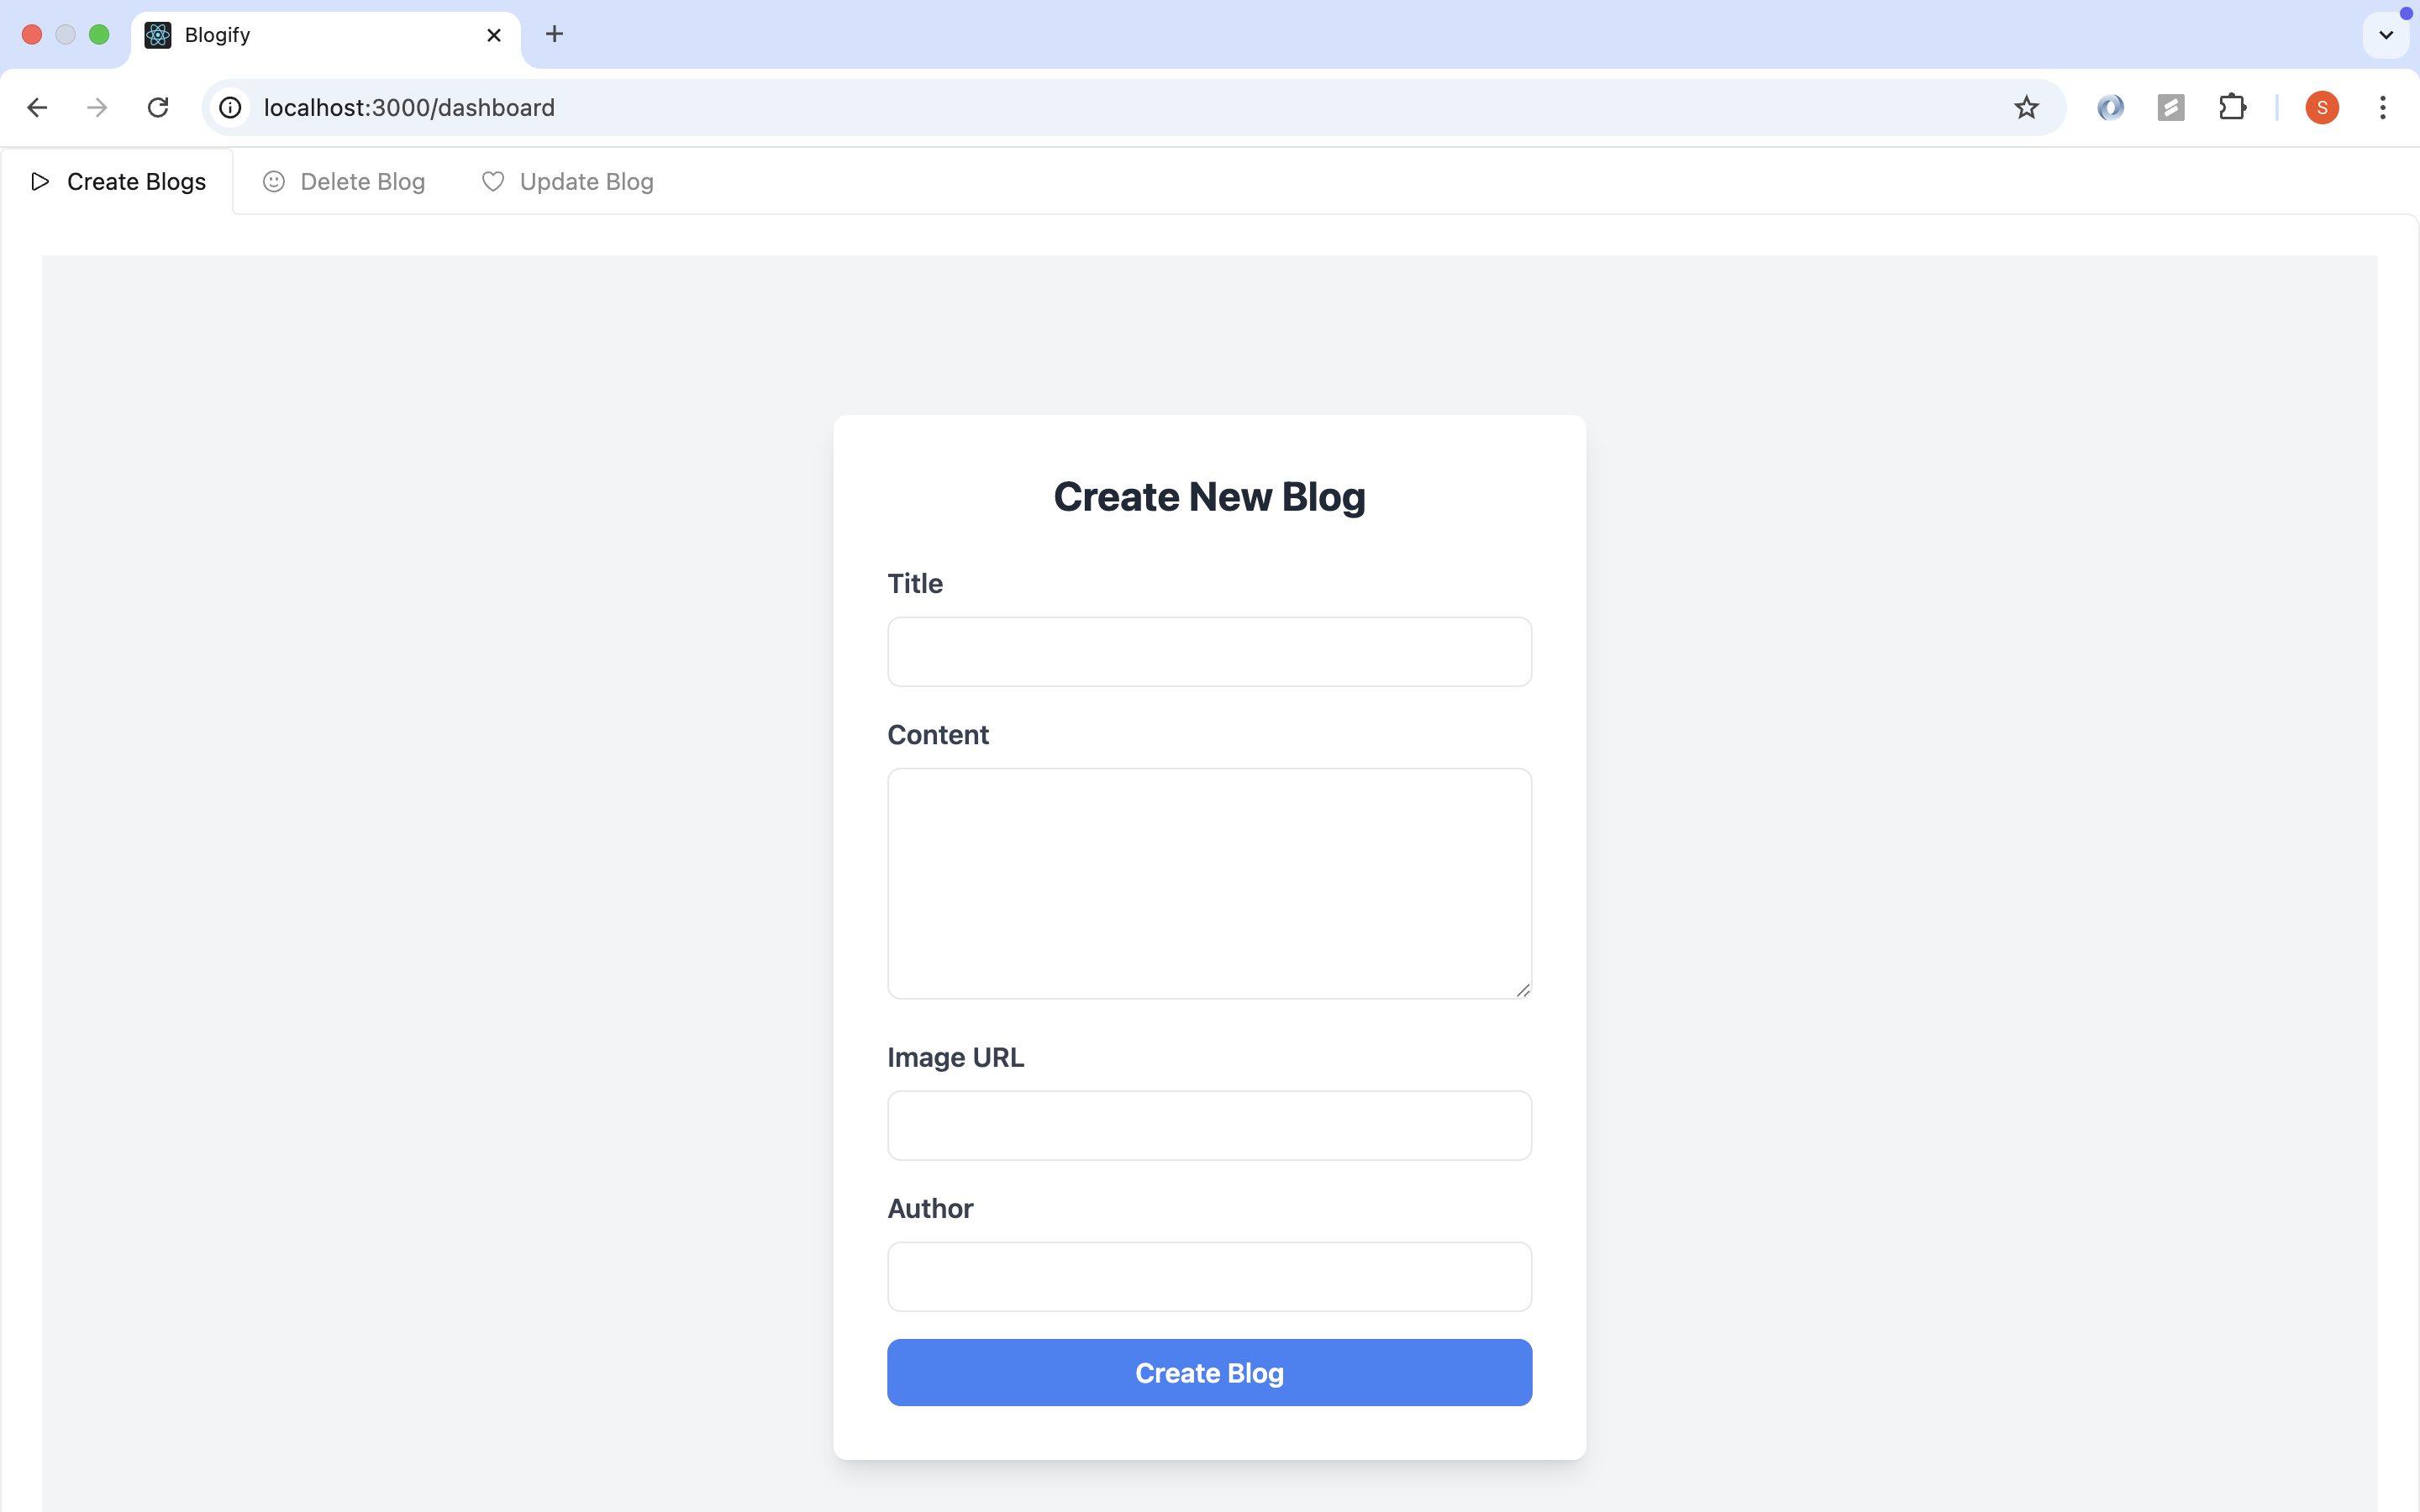 Blogify
localhost:3000/dashboard
S
Create Blogs
Delete Blog
Update Blog
Create New Blog
Title
Content
Image URL
Author
Create Blog